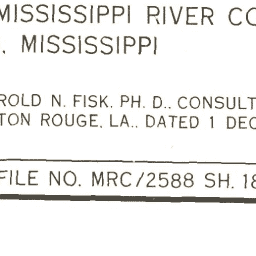 MISSISSIPPI RIVER CO
, MISSISSIPPI
ROLD N. FISK, PH. D., CONSULT
TON ROUGE, LA., DATED 1 DEC
FILE NO. MRC/2588 SH. 18